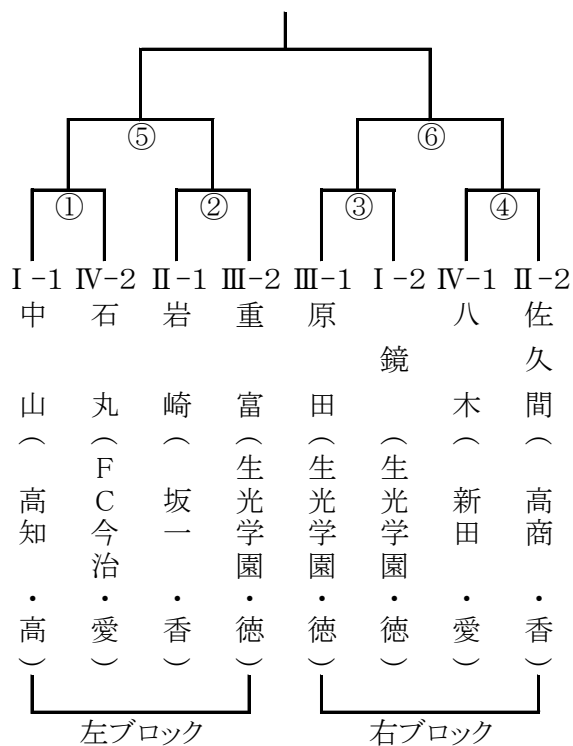 ⑤
⑥
①
②
③
④
Ⅰ-1 Ⅳ-2 Ⅱ-1 Ⅲ-2 Ⅲ-1 Ⅰ-2 Ⅳ-1 Ⅱ-2
中山(高知・高)
石丸(FC今治・愛)
岩崎(坂一・香)
重富(生光学園・徳)
原田(生光学園・徳)
鏡(生光学園・徳)
八木(新田・愛)
佐久間(高商・香)
左ブロック
右ブロック